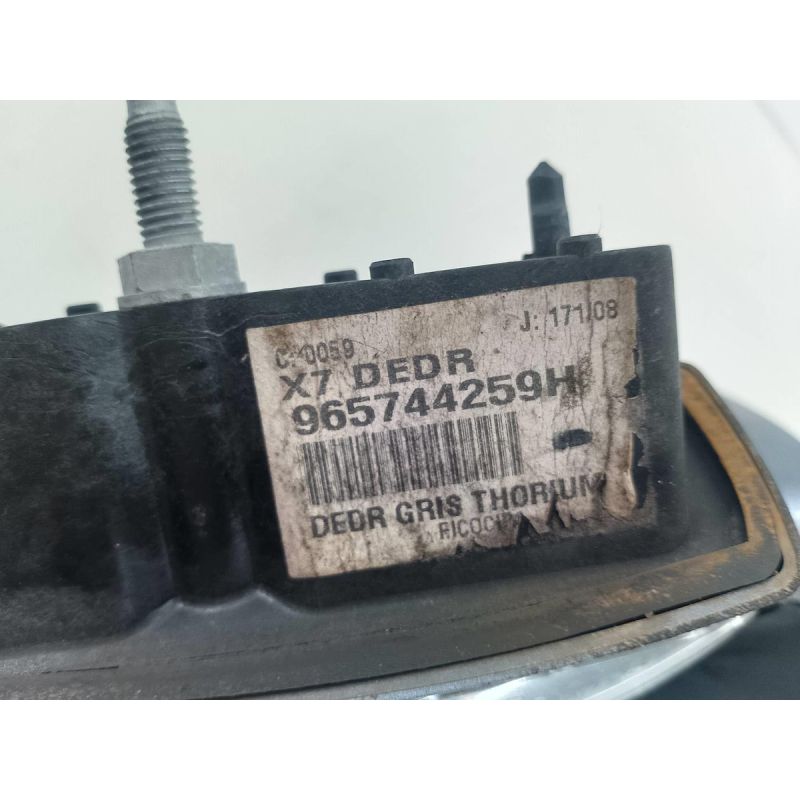 C: 0059 J: 171/08
X7 DEDR
965744259H
DEDR GRIS THORIUM